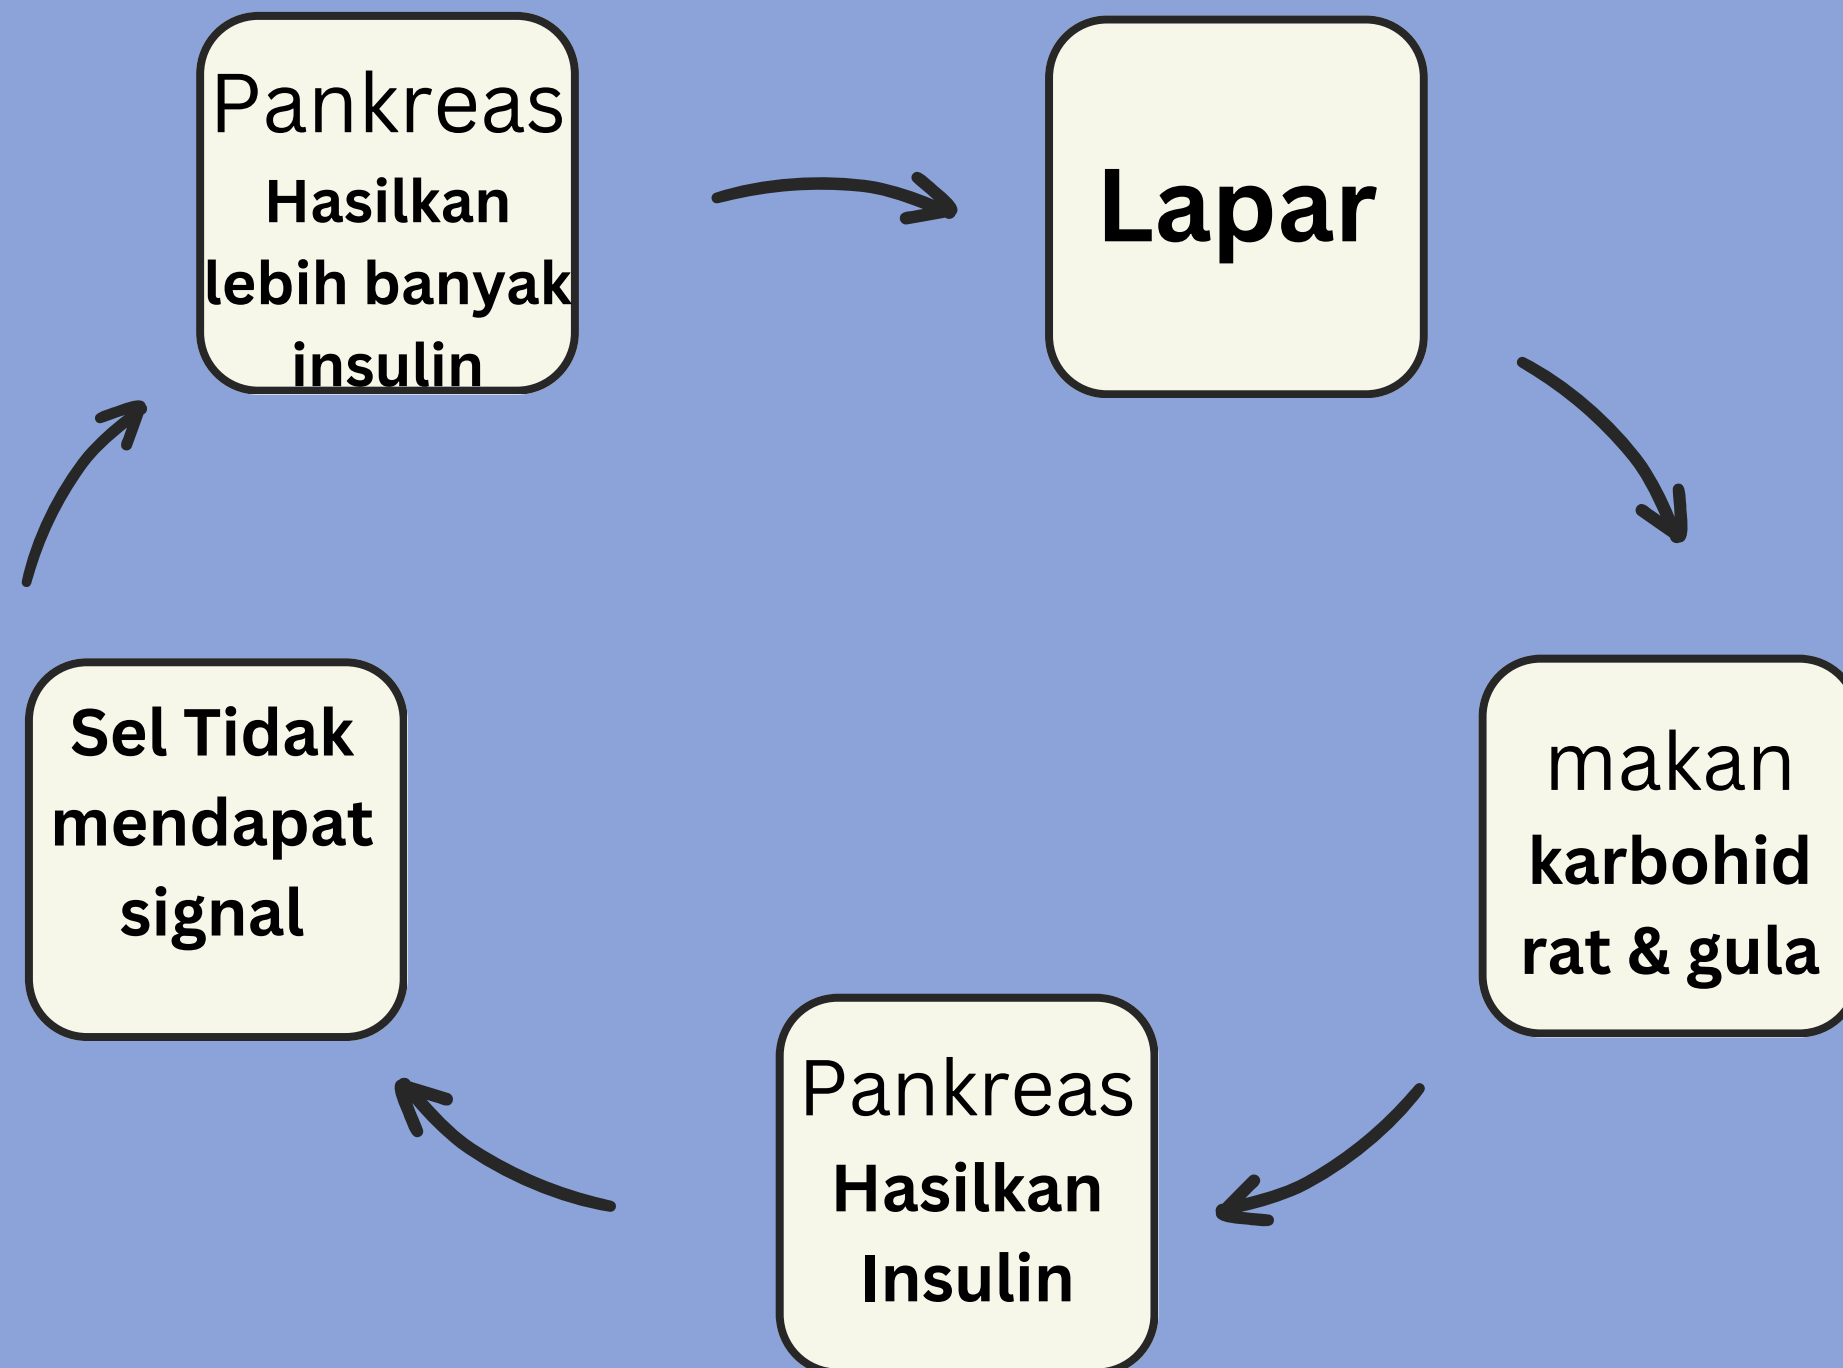 Pankreas
Hasilkan
lebih banyak
insulin
Lapar
makan
karbohid
rat & gula
Pankreas
Hasilkan
Insulin
Sel Tidak
mendapat
signal